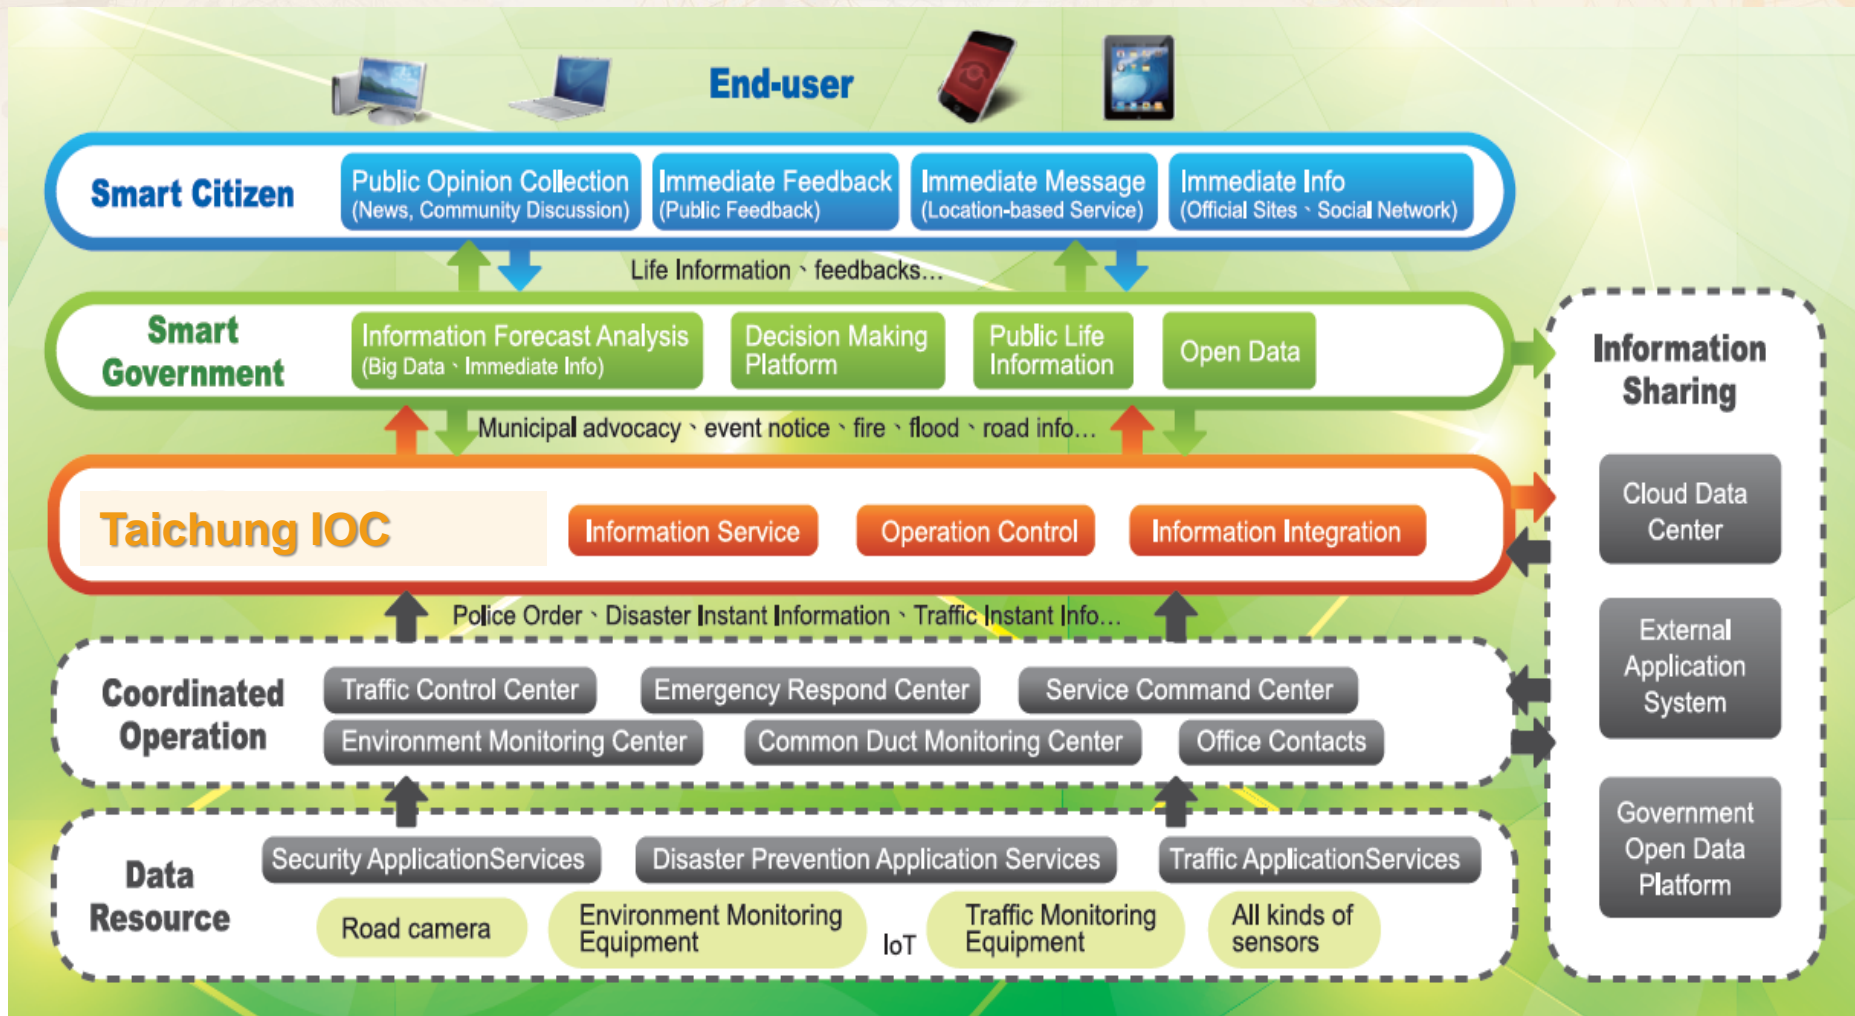 End-user
Smart Citizen
Public Opinion Collection
(News, Community Discussion)
Immediate Feedback
(Public Feedback)
Immediate Message
(Location-based Service)
Immediate Info
(Official Sites、Social Network)
Life Information、feedbacks...
Smart
Government
Information Forecast Analysis
(Big Data、Immediate Info)
Decision Making
Platform
Public Life
Information
Open Data
Municipal advocacy、event notice、fire、flood、road info...
Taichung IOC
Information Service
Operation Control
Information Integration
Police Order、Disaster Instant Information、Traffic Instant Info...
Coordinated
Operation
Traffic Control Center
Emergency Respond Center
Service Command Center
Environment Monitoring Center
Common Duct Monitoring Center
Office Contacts
Data
Resource
Security ApplicationServices
Disaster Prevention Application Services
Traffic ApplicationServices
Road camera
Environment Monitoring
Equipment
IoT
Traffic Monitoring
Equipment
All kinds of
sensors
Information
Sharing
Cloud Data
Center
External
Application
System
Government
Open Data
Platform